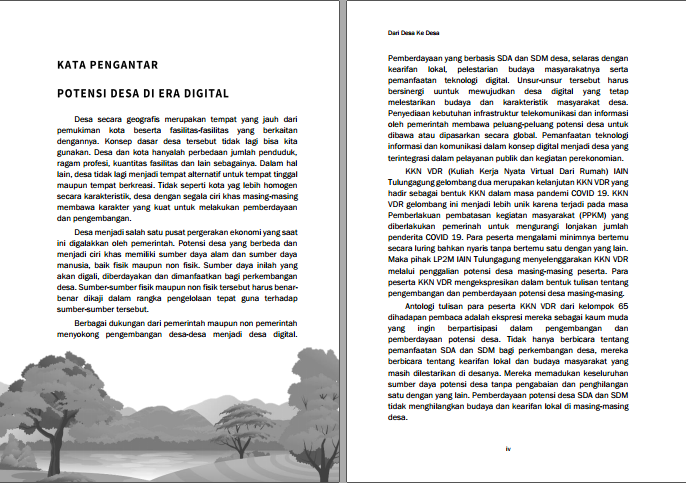 KATA PENGANTAR
POTENSI DESA DI ERA DIGITAL
Desa secara geografis merupakan tempat yang jauh dari
pemukiman kota beserta fasilitas-fasilitas yang berkaitan
dengannya. Konsep dasar desa tersebut tidak lagi bisa kita
gunakan. Desa dan kota hanyalah perbedaan jumlah penduduk,
ragam profesi, kuantitas fasilitas dan lain sebagainya. Dalam hal
lain, desa tidak lagi menjadi tempat alternatif untuk tempat tinggal
maupun tempat berkreasi. Tidak seperti kota yag lebih homogen
secara karakteristik, desa dengan segala ciri khas masing-masing
membawa karakter yang kuat untuk melakukan pemberdayaan
dan pengembangan.
Desa menjadi salah satu pusat pergerakan ekonomi yang saat
ini digalakkan oleh pemerintah. Potensi desa yang berbeda dan
menjadi ciri khas memiliki sumber daya alam dan sumber daya
manusia, baik fisik maupun non fisik. Sumber daya inilah yang
akan digali, diberdayakan dan dimanfaatkan bagi perkembangan
desa. Sumber-sumber fisik maupun non fisik tersebut harus benar-
benar dikaji dalam rangka pengelolaan tepat guna terhadap
sumber-sumber tersebut.
Berbagai dukungan dari pemerintah maupun non pemerintah
menyokong pengembangan desa-desa menjadi desa digital.
Dari Desa Ke Desa
Pemberdayaan yang berbasis SDA dan SDM desa, selaras dengan
kearifan lokal, pelestarian budaya masyarakatnya serta
pemanfaatan teknologi digital. Unsur-unsur tersebut harus
bersinergi uuntuk mewujudkan desa digital yang tetap
melestarikan budaya dan karakteristik masyarakat desa.
Penyediaan kebutuhan infrastruktur telekomunikasi dan informasi
oleh pemerintah membawa peluang-peluang potensi desa untuk
dibawa atau dipasarkan secara global. Pemanfaatan teknologi
informasi dan komunikasi dalam konsep digital menjadi desa yang
terintegrasi dalam pelayanan publik dan kegiatan perekonomian.
KKN VDR (Kuliah Kerja Nyata Virtual Dari Rumah) IAIN
Tulungagung gelombang dua merupakan kelanjutan KKN VDR yang
hadir sebagai bentuk KKN dalam masa pandemi COVID 19. KKN
VDR gelombang ini menjadi lebih unik karena terjadi pada masa
Pemberlakuan pembatasan kegiatan masyarakat (PPKM) yang
diberlakukan pemerinah untuk mengurangi lonjakan jumlah
penderita COVID 19. Para peserta mengalami minimnya bertemu
secara luring bahkan nyaris tanpa bertemu satu dengan yang lain.
Maka pihak LP2M IAIN Tulungagung menyelenggarakan KKN VDR
melalui penggalian potensi desa masing-masing peserta. Para
peserta KKN VDR mengekspresikan dalam bentuk tulisan tentang
pengembangan dan pemberdayaan potensi desa masing-masing.
Antologi tulisan para peserta KKN VDR dari kelompok 65
dihadapan pembaca adalah ekspresi mereka sebagai kaum muda
yang ingin berpartisipasi dalam pengembangan dan
pemberdayaan potensi desa. Tidak hanya berbicara tentang
pemanfaatan SDA dan SDM bagi perkembangan desa, mereka
berbicara tentang kearifan lokal dan budaya masyarakat yang
masih dilestarikan di desanya. Mereka memadukan keseluruhan
sumber daya potensi desa tanpa pengabaian dan penghilangan
satu dengan yang lain. Pemberdayaan potensi desa SDA dan SDM
tidak menghilangkan budaya dan kearifan lokal di masing-masing
desa.
iv